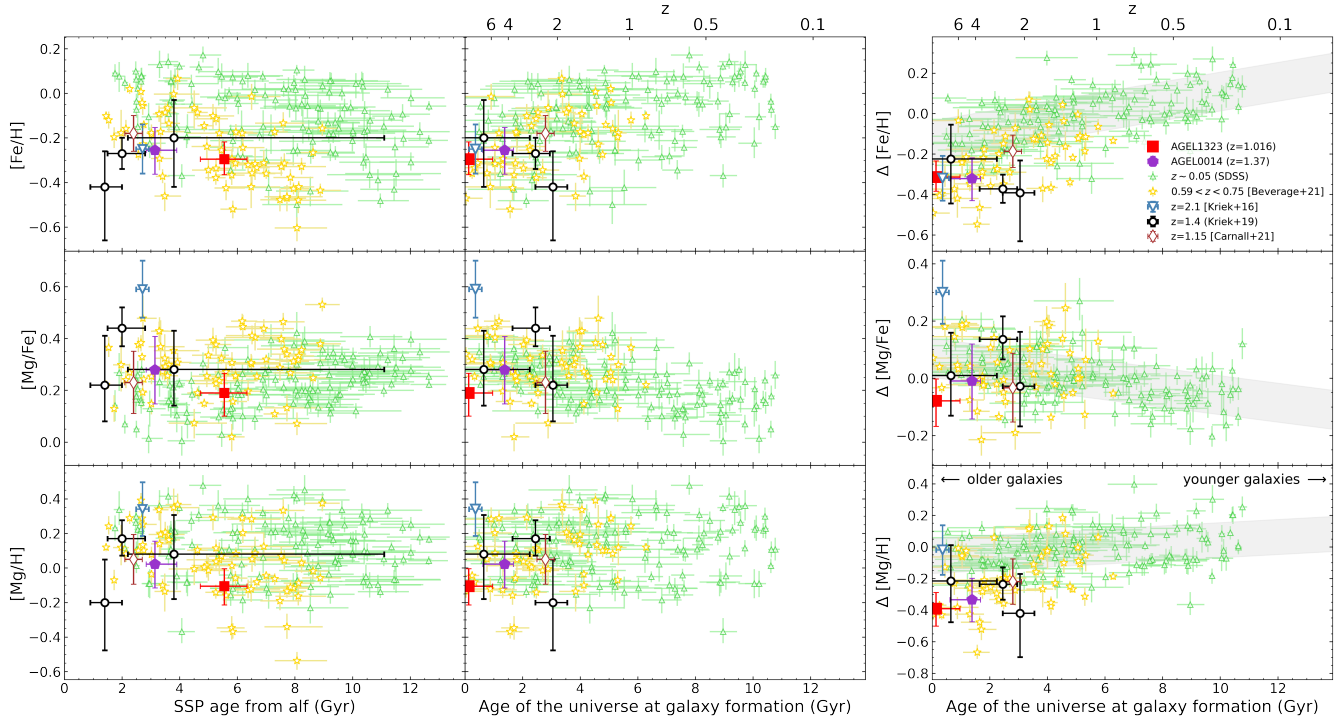 z
z
6 4 2 1 0.5 0.1
6 4 2 1 0.5 0.1
0.2
0.0
−0.2
−0.4
−0.6
[Fe/H]
0.2
0.0
−0.2
−0.4
−0.6
Δ [Fe/H]
AGEL1323 (z=1.016)
AGEL0014 (z=1.37)
z ~ 0.05 (SDSS)
0.59 < z < 0.75 [Beverage+21]
z=2.1 [Kriek+16]
z=1.4 (Kriek+19)
z=1.15 [Carnall+21]
0.6
0.4
0.2
0.0
[Mg/Fe]
0.4
0.2
0.0
−0.2
Δ [Mg/Fe]
0.4
0.2
0.0
−0.2
−0.4
−0.6
[Mg/H]
⟵ older galaxies younger galaxies ⟶
0.4
0.2
0.0
−0.2
−0.4
−0.6
−0.8
Δ [Mg/H]
0 2 4 6 8 10 12
0 2 4 6 8 10 12
0 2 4 6 8 10 12
SSP age from alf (Gyr)
Age of the universe at galaxy formation (Gyr)
Age of the universe at galaxy formation (Gyr)